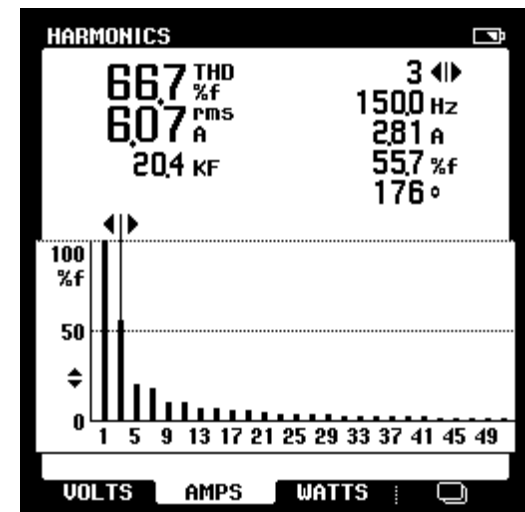 HARMONICS
66.7 THD %f
6.07 rms A
20.4 KF
3
150.0 Hz
2.81 A
55.7 %f
176 °
100
%f
50
0
1 5 9 13 17 21 25 29 33 37 41 45 49
VOLTS AMPS WATTS